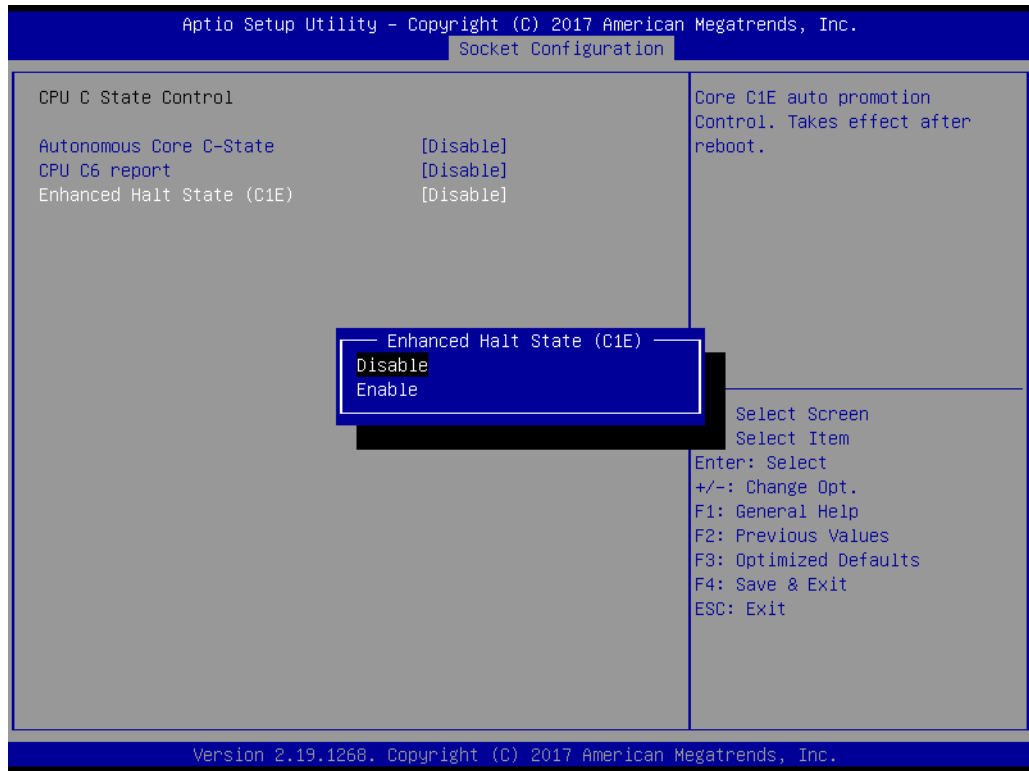 Aptio Setup Utility – Copyright (C) 2017 American Megatrends, Inc.
Socket Configuration
CPU C State Control
Autonomous Core C-State [Disable]
CPU C6 report [Disable]
Enhanced Halt State (C1E) [Disable]
Core C1E auto promotion
Control. Takes effect after
reboot.
Enhanced Halt State (C1E)
Disable
Enable
Select Screen
Select Item
Enter: Select
+/-: Change Opt.
F1: General Help
F2: Previous Values
F3: Optimized Defaults
F4: Save & Exit
ESC: Exit
Version 2.19.1268. Copyright (C) 2017 American Megatrends, Inc.